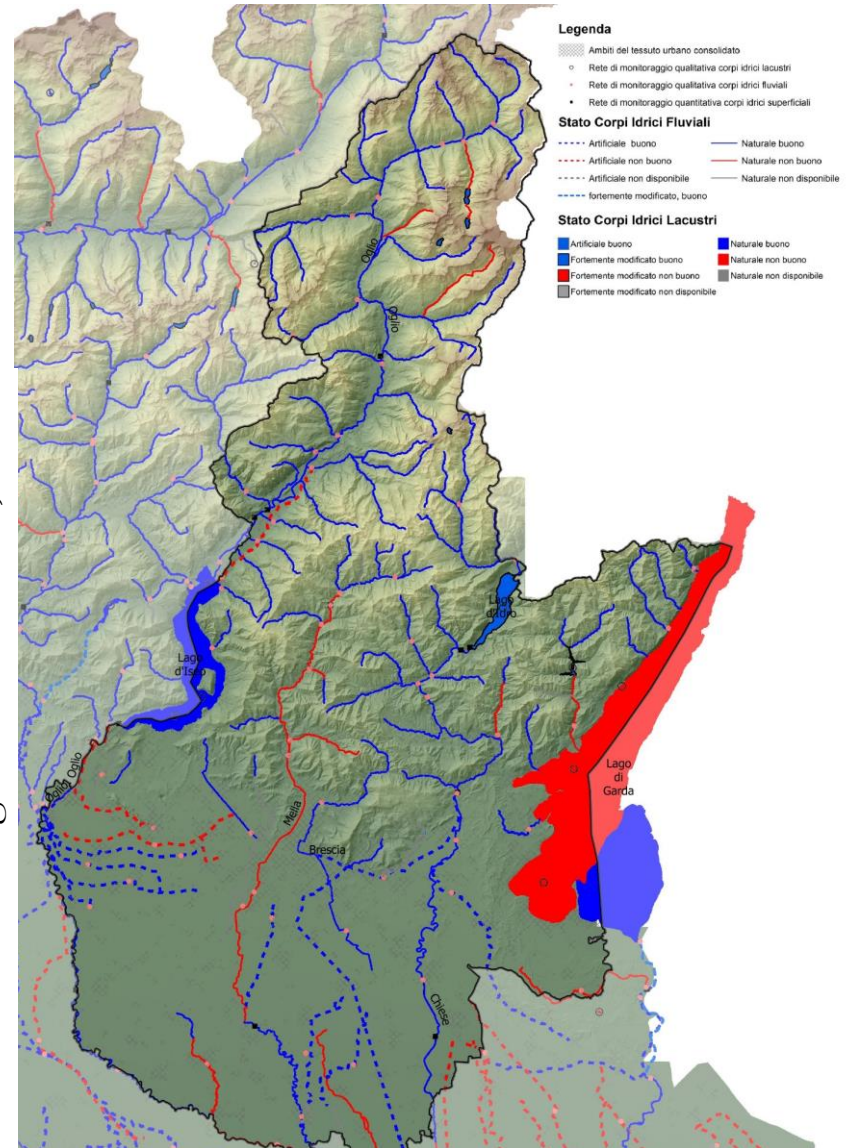 Legenda
Ambiti del tessuto urbano consolidato
Rete di monitoraggio qualitativa corpi idrici lacustri
Rete di monitoraggio qualitativa corpi idrici fluviali
Rete di monitoraggio quantitativa corpi idrici superficiali
Stato Corpi Idrici Fluviali
Artificiale buono
Naturale buono
Artificiale non buono
Naturale non buono
Artificiale non disponibile
Naturale non disponibile
fortemente modificato, buono
Stato Corpi Idrici Lacustri
Artificiale buono
Naturale buono
Fortemente modificato buono
Naturale non buono
Fortemente modificato non buono
Naturale non disponibile
Fortemente modificato non disponibile
Oglio
Oglio
Lago
d'Idro
Lago
d'Iseo
Lago
di
Garda
Oglio
Oglio
Mella
Brescia
Chiese